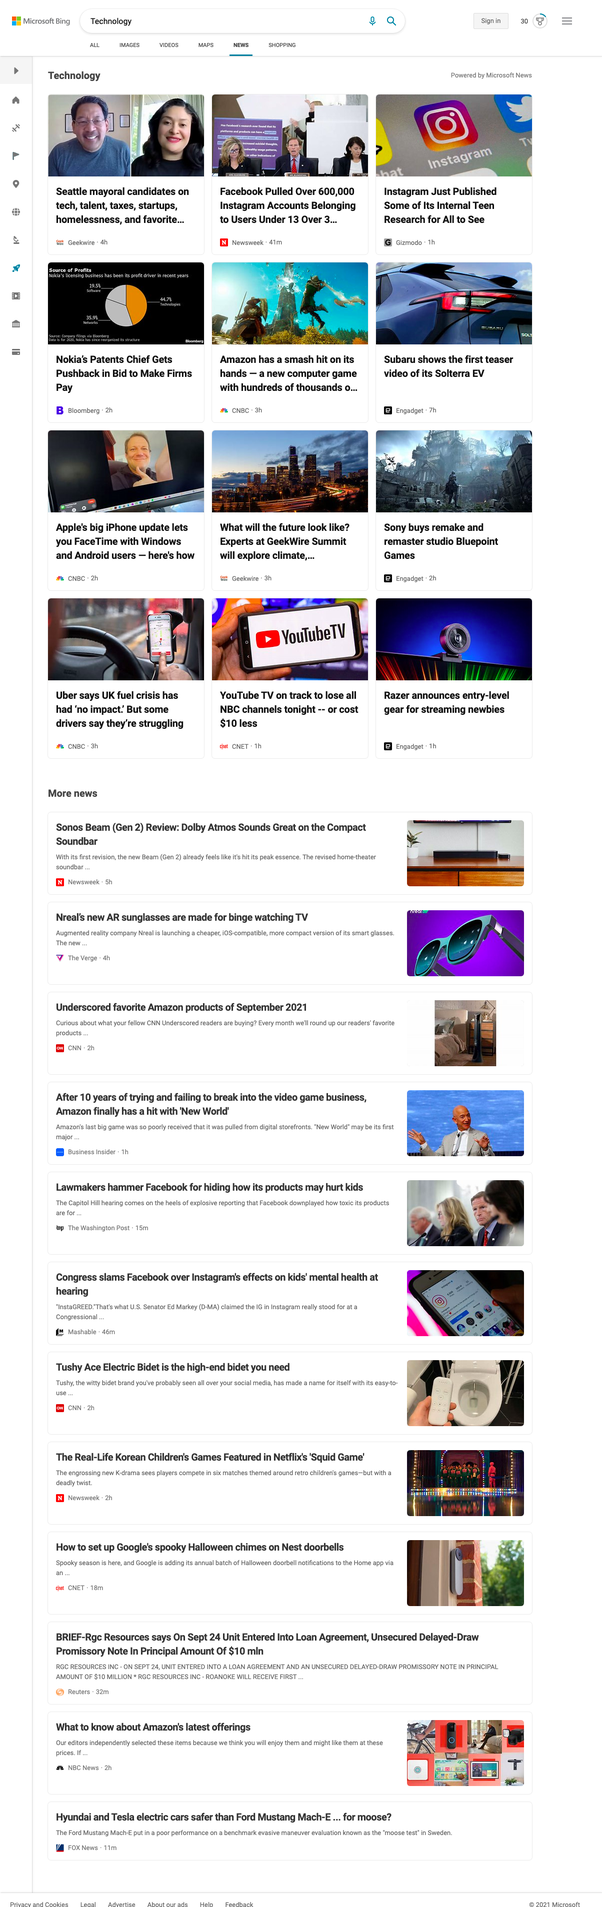 Microsoft Bing
Technology
Sign in
30
ALL
IMAGES
VIDEOS
MAPS
NEWS
SHOPPING
Technology
Powered by Microsoft News
Instagram
Seattle mayoral candidates on
tech, talent, taxes, startups,
homelessness, and favorite...
Geekwire · 4h
Facebook Pulled Over 600,000
Instagram Accounts Belonging
to Users Under 13 Over 3...
Newsweek · 41m
Instagram Just Published
Some of Its Internal Teen
Research for All to See
Gizmodo · 1h
Source of Profits
Nokia's licensing business has been its profit driver in recent years
19.5%
Software
44.7%
Technologies
35.9%
Networks
Bloomberg
SUBARU
Nokia's Patents Chief Gets
Pushback in Bid to Make Firms
Pay
Bloomberg · 2h
Amazon has a smash hit on its
hands — a new computer game
with hundreds of thousands o...
CNBC · 3h
Subaru shows the first teaser
video of its Solterra EV
Engadget · 7h
Apple's big iPhone update lets
you FaceTime with Windows
and Android users — here's how
CNBC · 2h
What will the future look like?
Experts at GeekWire Summit
will explore climate,...
Geekwire · 3h
Sony buys remake and
remaster studio Bluepoint
Games
Engadget · 2h
YouTubeTV
Uber says UK fuel crisis has
had 'no impact.' But some
drivers say they're struggling
CNBC · 3h
YouTube TV on track to lose all
NBC channels tonight -- or cost
$10 less
CNET · 1h
Razer announces entry-level
gear for streaming newbies
Engadget · 1h
More news
Sonos Beam (Gen 2) Review: Dolby Atmos Sounds Great on the Compact
Soundbar
With its first revision, the new Beam (Gen 2) already feels like it's hit its peak essence. The revised home-theater
soundbar ...
Newsweek · 5h
Nreal's new AR sunglasses are made for binge watching TV
Augmented reality company Nreal is launching a cheaper, iOS-compatible, more compact version of its smart glasses.
The new ...
The Verge · 4h
Underscored favorite Amazon products of September 2021
Curious about what your fellow CNN Underscored readers are buying? Every month we'll round up our readers' favorite
products ...
CNN · 2h
After 10 years of trying and failing to break into the video game business,
Amazon finally has a hit with 'New World'
Amazon's last big game was so poorly received that it was pulled from digital storefronts. "New World" may be its first
major ...
Business Insider · 1h
Lawmakers hammer Facebook for hiding how its products may hurt kids
The Capitol Hill hearing comes on the heels of explosive reporting that Facebook downplayed how toxic its products
are for ...
The Washington Post · 15m
Congress slams Facebook over Instagram's effects on kids' mental health at
hearing
"InstaGREED."That's what U.S. Senator Ed Markey (D-MA) claimed the IG in Instagram really stood for at a
Congressional ...
Mashable · 46m
Tushy Ace Electric Bidet is the high-end bidet you need
Tushy, the witty bidet brand you've probably seen all over your social media, has made a name for itself with its easy-to-
use ...
CNN · 2h
The Real-Life Korean Children's Games Featured in Netflix's 'Squid Game'
The engrossing new K-drama sees players compete in six matches themed around retro children's games—but with a
deadly twist.
Newsweek · 2h
How to set up Google's spooky Halloween chimes on Nest doorbells
Spooky season is here, and Google is adding its annual batch of Halloween doorbell notifications to the Home app via
an ...
CNET · 18m
BRIEF-Rgc Resources says On Sept 24 Unit Entered Into Loan Agreement, Unsecured Delayed-Draw
Promissory Note In Principal Amount Of $10 mln
RGC RESOURCES INC - ON SEPT 24, UNIT ENTERED INTO A LOAN AGREEMENT AND AN UNSECURED DELAYED-DRAW PROMISSORY NOTE IN PRINCIPAL
AMOUNT OF $10 MILLION * RGC RESOURCES INC - ROANOKE WILL RECEIVE FIRST ...
Reuters · 32m
What to know about Amazon's latest offerings
Our editors independently selected these items because we think you will enjoy them and might like them at these
prices. If ...
NBC News · 2h
Hyundai and Tesla electric cars safer than Ford Mustang Mach-E ... for moose?
The Ford Mustang Mach-E put in a poor performance on a benchmark evasive maneuver evaluation known as the "moose test" in Sweden.
FOX News · 11m
Privacy and Cookies
Legal
Advertise
About our ads
Help
Feedback
© 2021 Microsoft